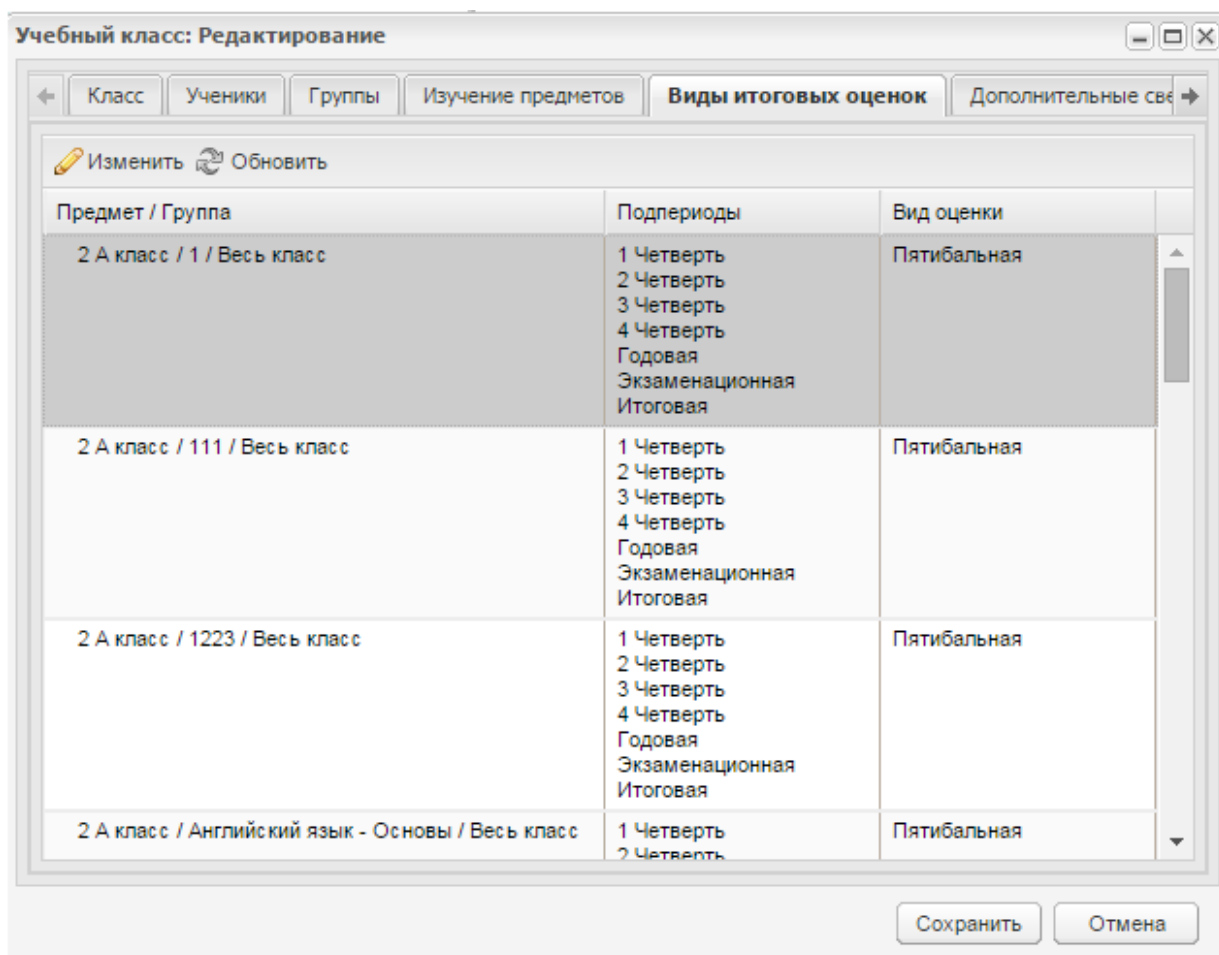 Учебный класс: Редактирование
Класс Ученики Группы Изучение предметов Виды итоговых оценок Дополнительные све
Изменить Обновить
Предмет / Группа Подпериоды Вид оценки
2 А класс / 1 / Весь класс 1 Четверть Пятибальная
2 Четверть
3 Четверть
4 Четверть
Годовая
Экзаменационная
Итоговая
2 А класс / 111 / Весь класс 1 Четверть Пятибальная
2 Четверть
3 Четверть
4 Четверть
Годовая
Экзаменационная
Итоговая
2 А класс / 1223 / Весь класс 1 Четверть Пятибальная
2 Четверть
3 Четверть
4 Четверть
Годовая
Экзаменационная
Итоговая
2 А класс / Английский язык - Основы / Весь класс 1 Четверть Пятибальная
2 Четверть
Сохранить Отмена